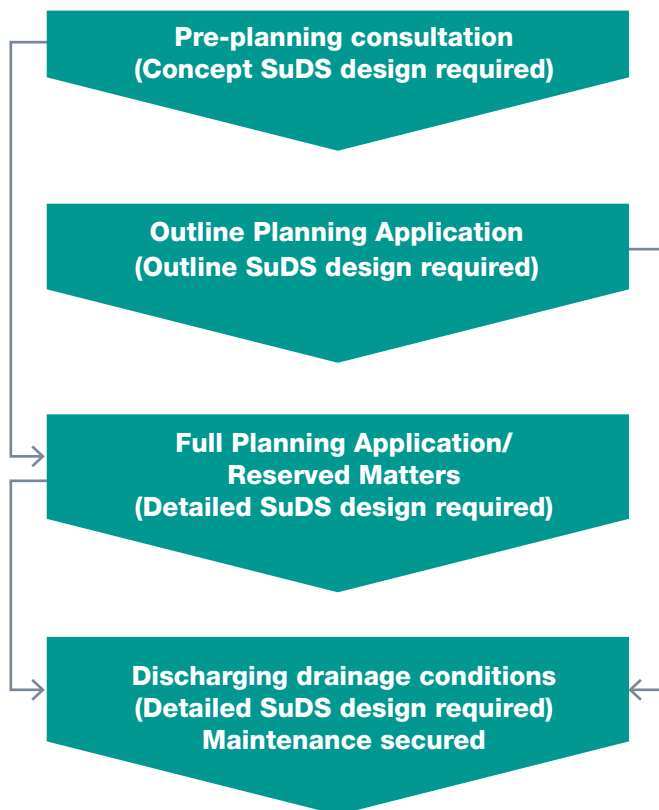 Pre-planning consultation
(Concept SuDS design required)
Outline Planning Application
(Outline SuDS design required)
Full Planning Application/
Reserved Matters
(Detailed SuDS design required)
Discharging drainage conditions
(Detailed SuDS design required)
Maintenance secured